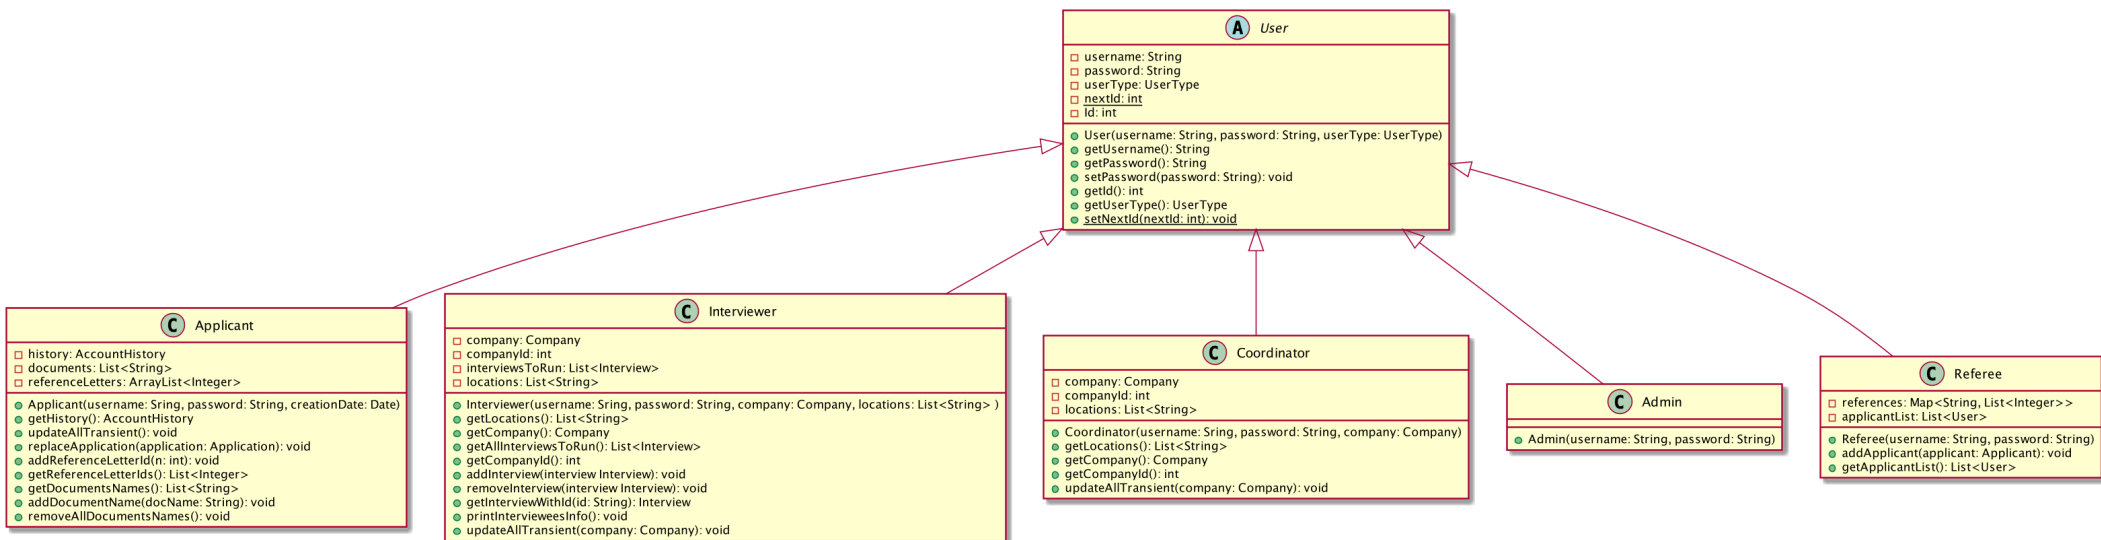 A User
username: String
password: String
userType: UserType
nextId: int
Id: int
User(username: String, password: String, userType: UserType)
getUsername(): String
getPassword(): String
setPassword(password: String): void
getId(): int
getUserType(): UserType
setNextId(nextId: int): void
C Applicant
history: AccountHistory
documents: List<String>
referenceLetters: ArrayList<Integer>
Applicant(username: Sring, password: String, creationDate: Date)
getHistory(): AccountHistory
updateAllTransient(): void
replaceApplication(application: Application): void
addReferenceLetterId(n: int): void
getReferenceLetterIds(): List<Integer>
getDocumentsNames(): List<String>
addDocumentName(docName: String): void
removeAllDocumentsNames(): void
C Interviewer
company: Company
companyId: int
interviewsToRun: List<Interview>
locations: List<String>
Interviewer(username: Sring, password: String, company: Company, locations: List<String> )
getLocations(): List<String>
getCompany(): Company
getAllInterviewsToRun(): List<Interview>
getCompanyId(): int
addInterview(interview Interview): void
removeInterview(interview Interview): void
getInterviewWithId(id: String): Interview
printIntervieweesInfo(): void
updateAllTransient(company: Company): void
C Coordinator
company: Company
companyId: int
locations: List<String>
Coordinator(username: Sring, password: String, company: Company)
getLocations(): List<String>
getCompany(): Company
getCompanyId(): int
updateAllTransient(company: Company): void
C Admin
Admin(username: String, password: String)
C Referee
references: Map<String, List<Integer>>
applicantList: List<User>
Referee(username: String, password: String)
addApplicant(applicant: Applicant): void
getApplicantList(): List<User>